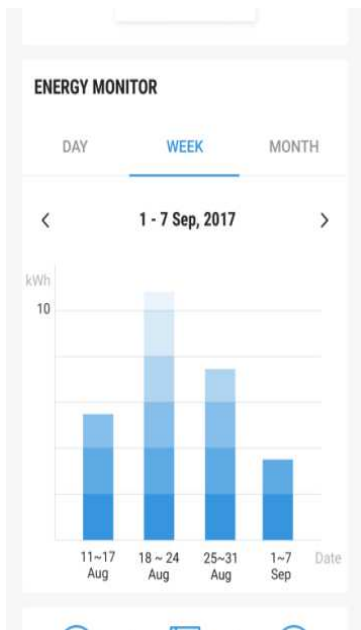 ENERGY MONITOR
DAY WEEK MONTH
< 1 - 7 Sep, 2017 >
kWh
10
11~17 18 ~ 24 25~31 1~7 Date
Aug Aug Aug Sep